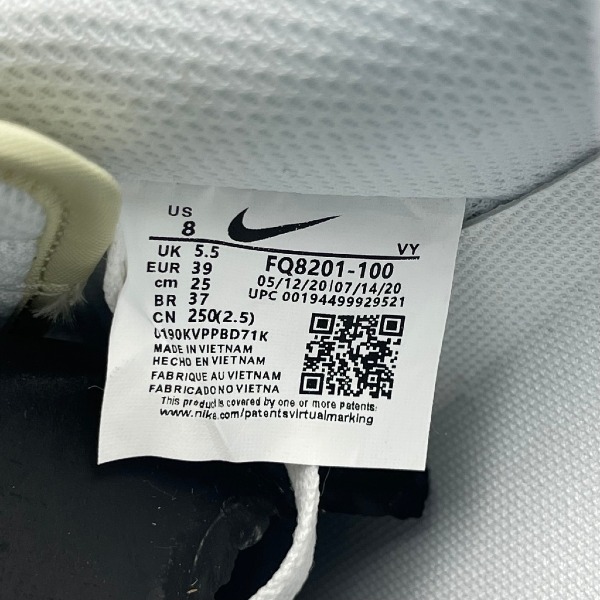 US
8
VY
UK 5.5
EUR 39
cm 25
BR 37
CN 250(2.5)
FQ8201-100
05/12/20|07/14/20
UPC 00194499929521
U190KVPPBD71K
MADE IN VIETNAM
HECHO EN VIETNAM
FABRIQUE AU VIETNAM
FABRICADO NO VIETNA
This product is covered by one or more patents:
www.nike.com/patentsvirtualmarking